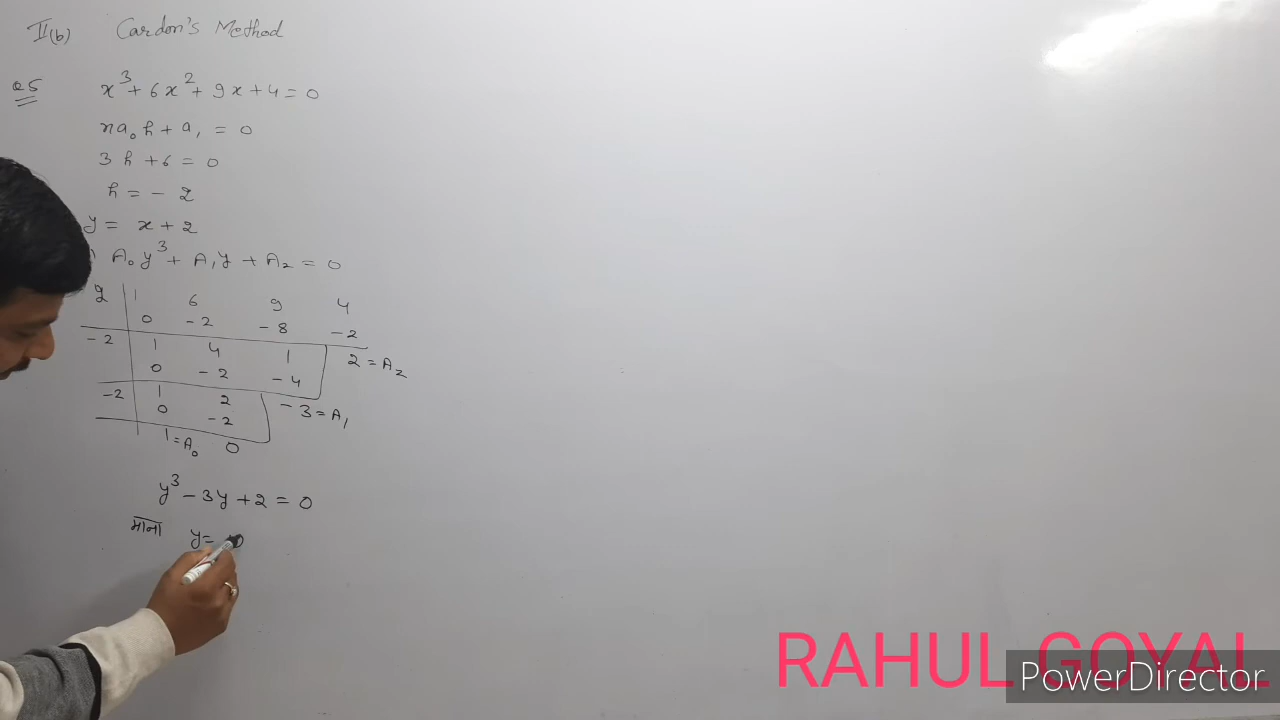 II(b) Cardon's Method
Q5 x³ + 6x² + 9x + 4 = 0
na₀h + a₁ = 0
3h + 6 = 0
h = - 2
y = x + 2
A₀y³ + A₁y + A₂ = 0
1 6 9 4
0 -2 -8 -2
-2 1 4 1 2 = A₂
0 -2 -4
-2 1 2 -3 = A₁
0 -2
1 = A₀ 0
y³ - 3y + 2 = 0
माना y =
RAHUL GOYAL
PowerDirector